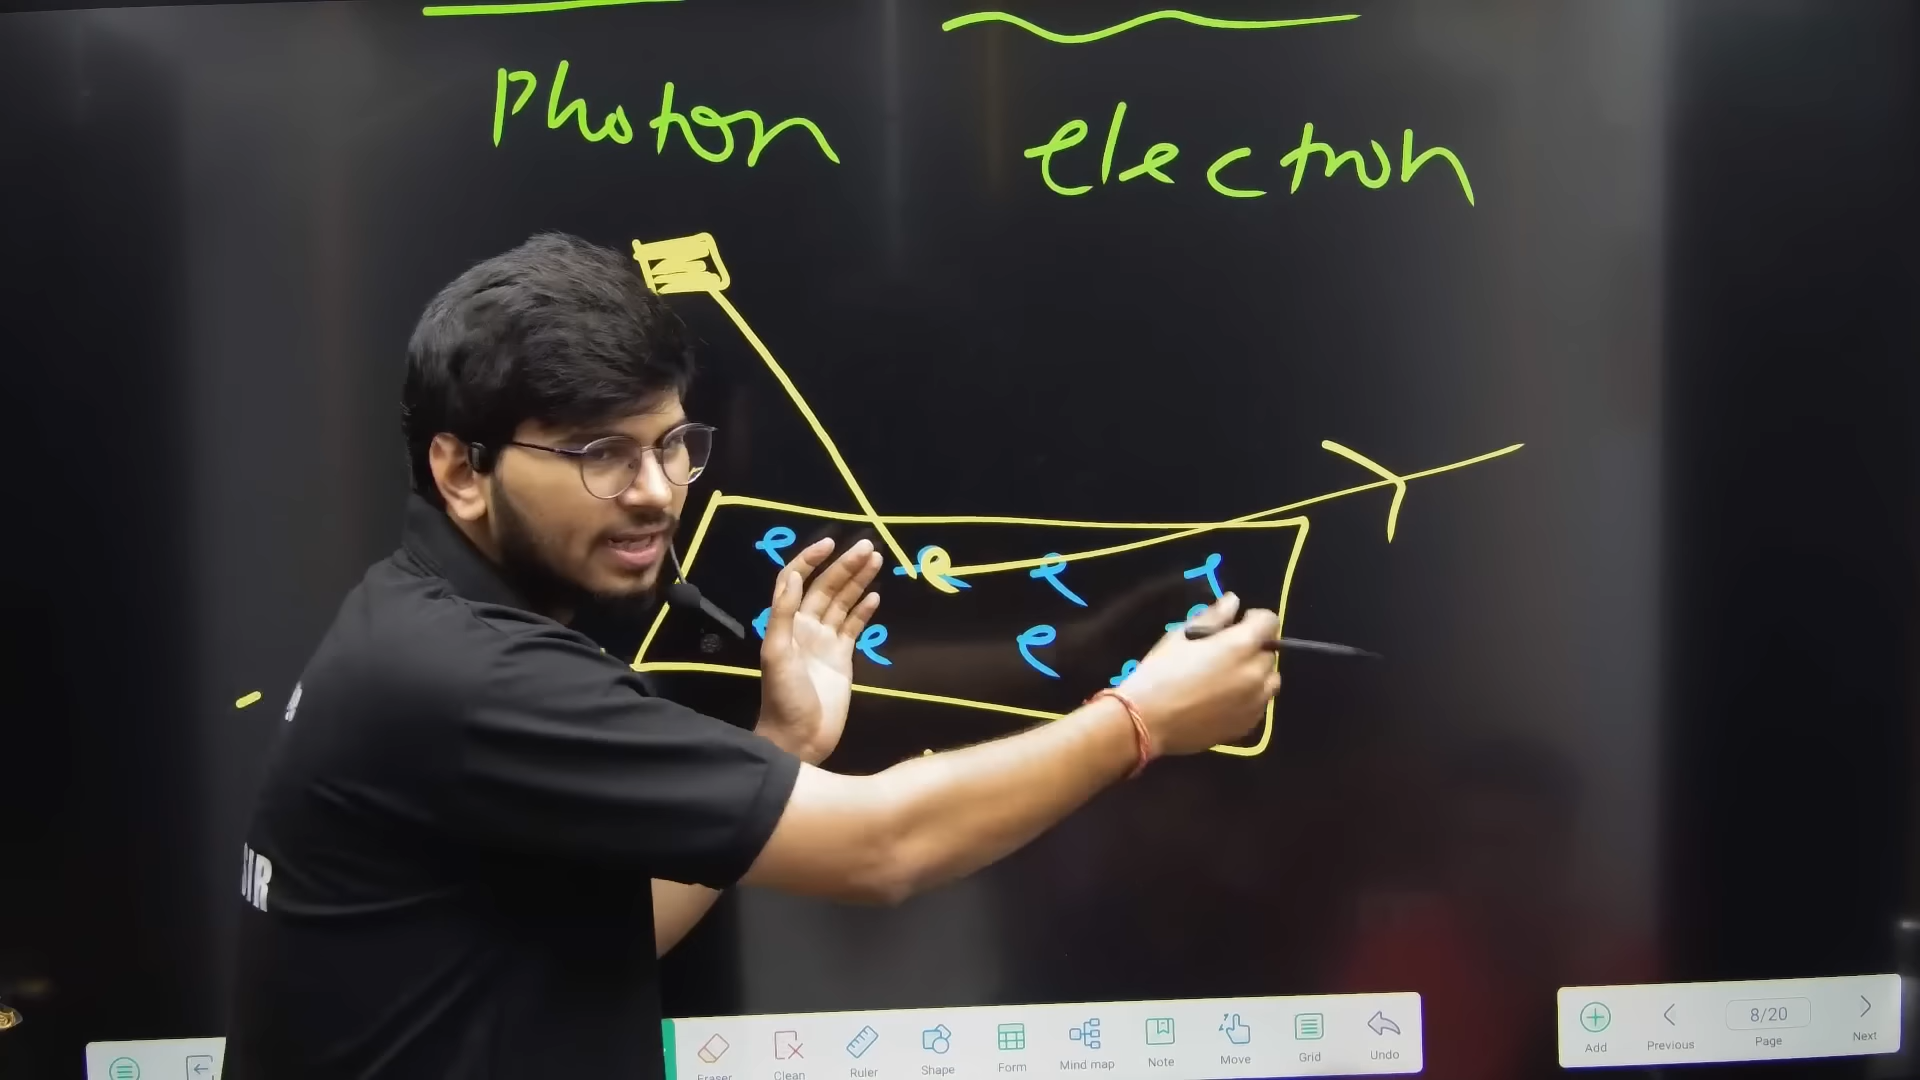 Photon
electron
e e e e
e e e e
e
SIR
Eraser Clean Ruler Shape Form Mind map Note Move Grid Undo
Add Previous 8/20 Page Next